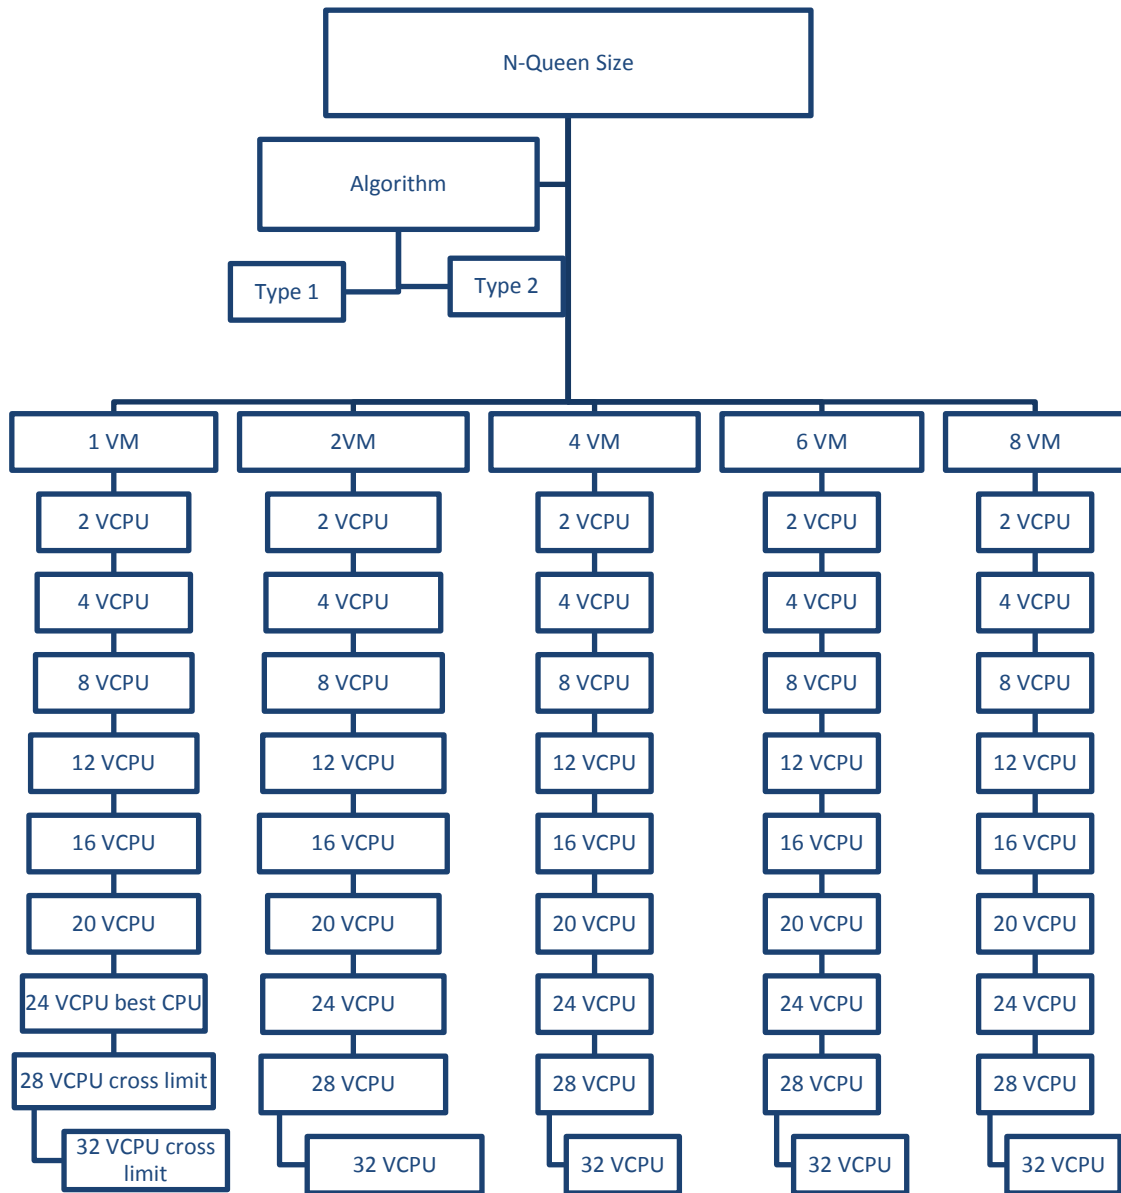 N-Queen Size
Algorithm
Type 1
Type 2
1 VM
2VM
4 VM
6 VM
8 VM
2 VCPU
2 VCPU
2 VCPU
2 VCPU
2 VCPU
4 VCPU
4 VCPU
4 VCPU
4 VCPU
4 VCPU
8 VCPU
8 VCPU
8 VCPU
8 VCPU
8 VCPU
12 VCPU
12 VCPU
12 VCPU
12 VCPU
12 VCPU
16 VCPU
16 VCPU
16 VCPU
16 VCPU
16 VCPU
20 VCPU
20 VCPU
20 VCPU
20 VCPU
20 VCPU
24 VCPU best CPU
24 VCPU
24 VCPU
24 VCPU
24 VCPU
28 VCPU cross limit
28 VCPU
28 VCPU
28 VCPU
28 VCPU
32 VCPU cross
limit
32 VCPU
32 VCPU
32 VCPU
32 VCPU